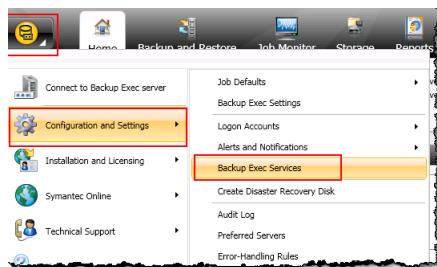 Home Backup and Restore Job Monitor Storage Reports
Connect to Backup Exec server
Configuration and Settings
Installation and Licensing
Symantec Online
Technical Support
Job Defaults
Backup Exec Settings
Logon Accounts
Alerts and Notifications
Backup Exec Services
Create Disaster Recovery Disk
Audit Log
Preferred Servers
Error-Handling Rules